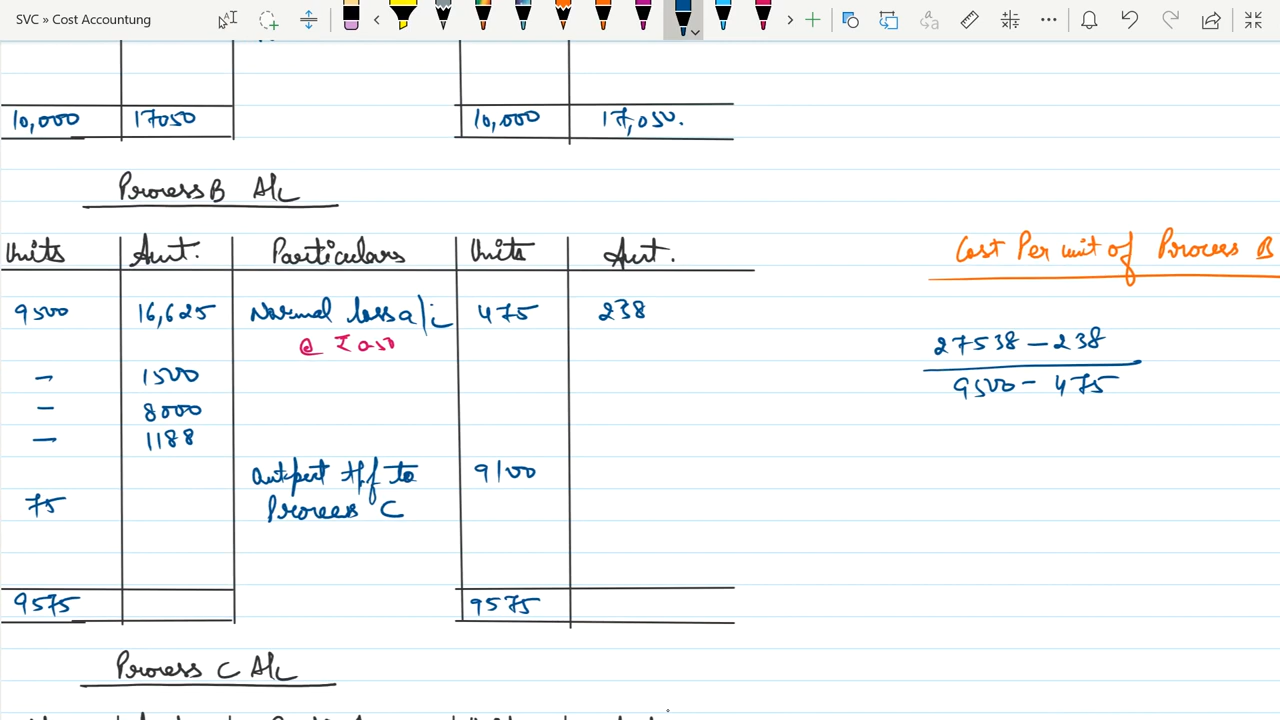 SVC » Cost Accountung
10,000 17050 10,000 17,050.
Process B A/c
Units Amt. Particulars Units Amt.
Cost Per unit of Process B
9500 16,625 Normal loss a/c 475 238
@ ₹ 0.50
27538 - 238
9500 - 475
- 1500
- 8000
- 1188
output tff to 9100
75 Process C
9575 9575
Process C A/c